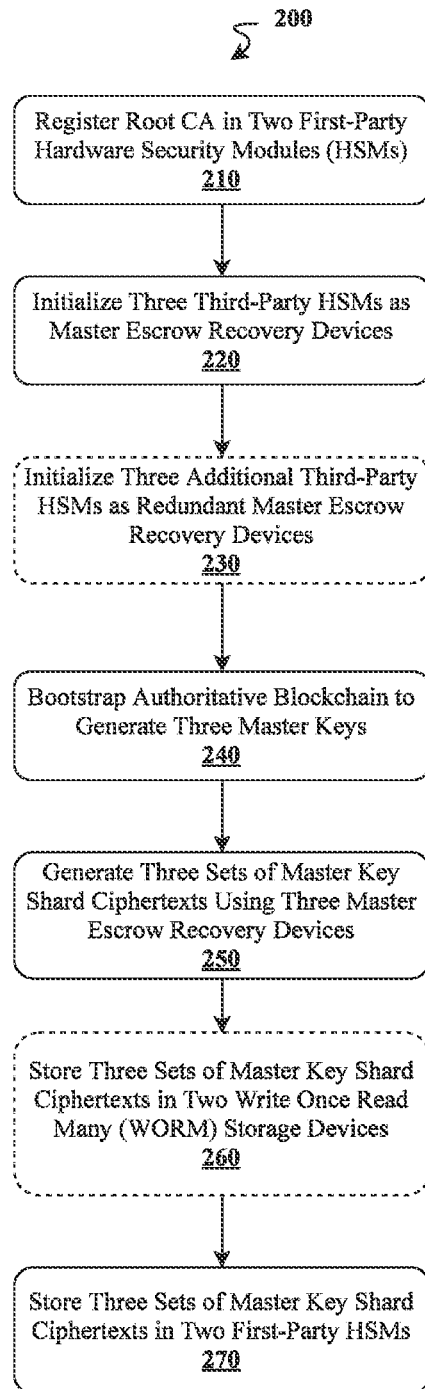 200
Register Root CA in Two First-Party
Hardware Security Modules (HSMs)
210
Initialize Three Third-Party HSMs as
Master Escrow Recovery Devices
220
Initialize Three Additional Third-Party
HSMs as Redundant Master Escrow
Recovery Devices
230
Bootstrap Authoritative Blockchain to
Generate Three Master Keys
240
Generate Three Sets of Master Key
Shard Ciphertexts Using Three Master
Escrow Recovery Devices
250
Store Three Sets of Master Key Shard
Ciphertexts in Two Write Once Read
Many (WORM) Storage Devices
260
Store Three Sets of Master Key Shard
Ciphertexts in Two First-Party HSMs
270